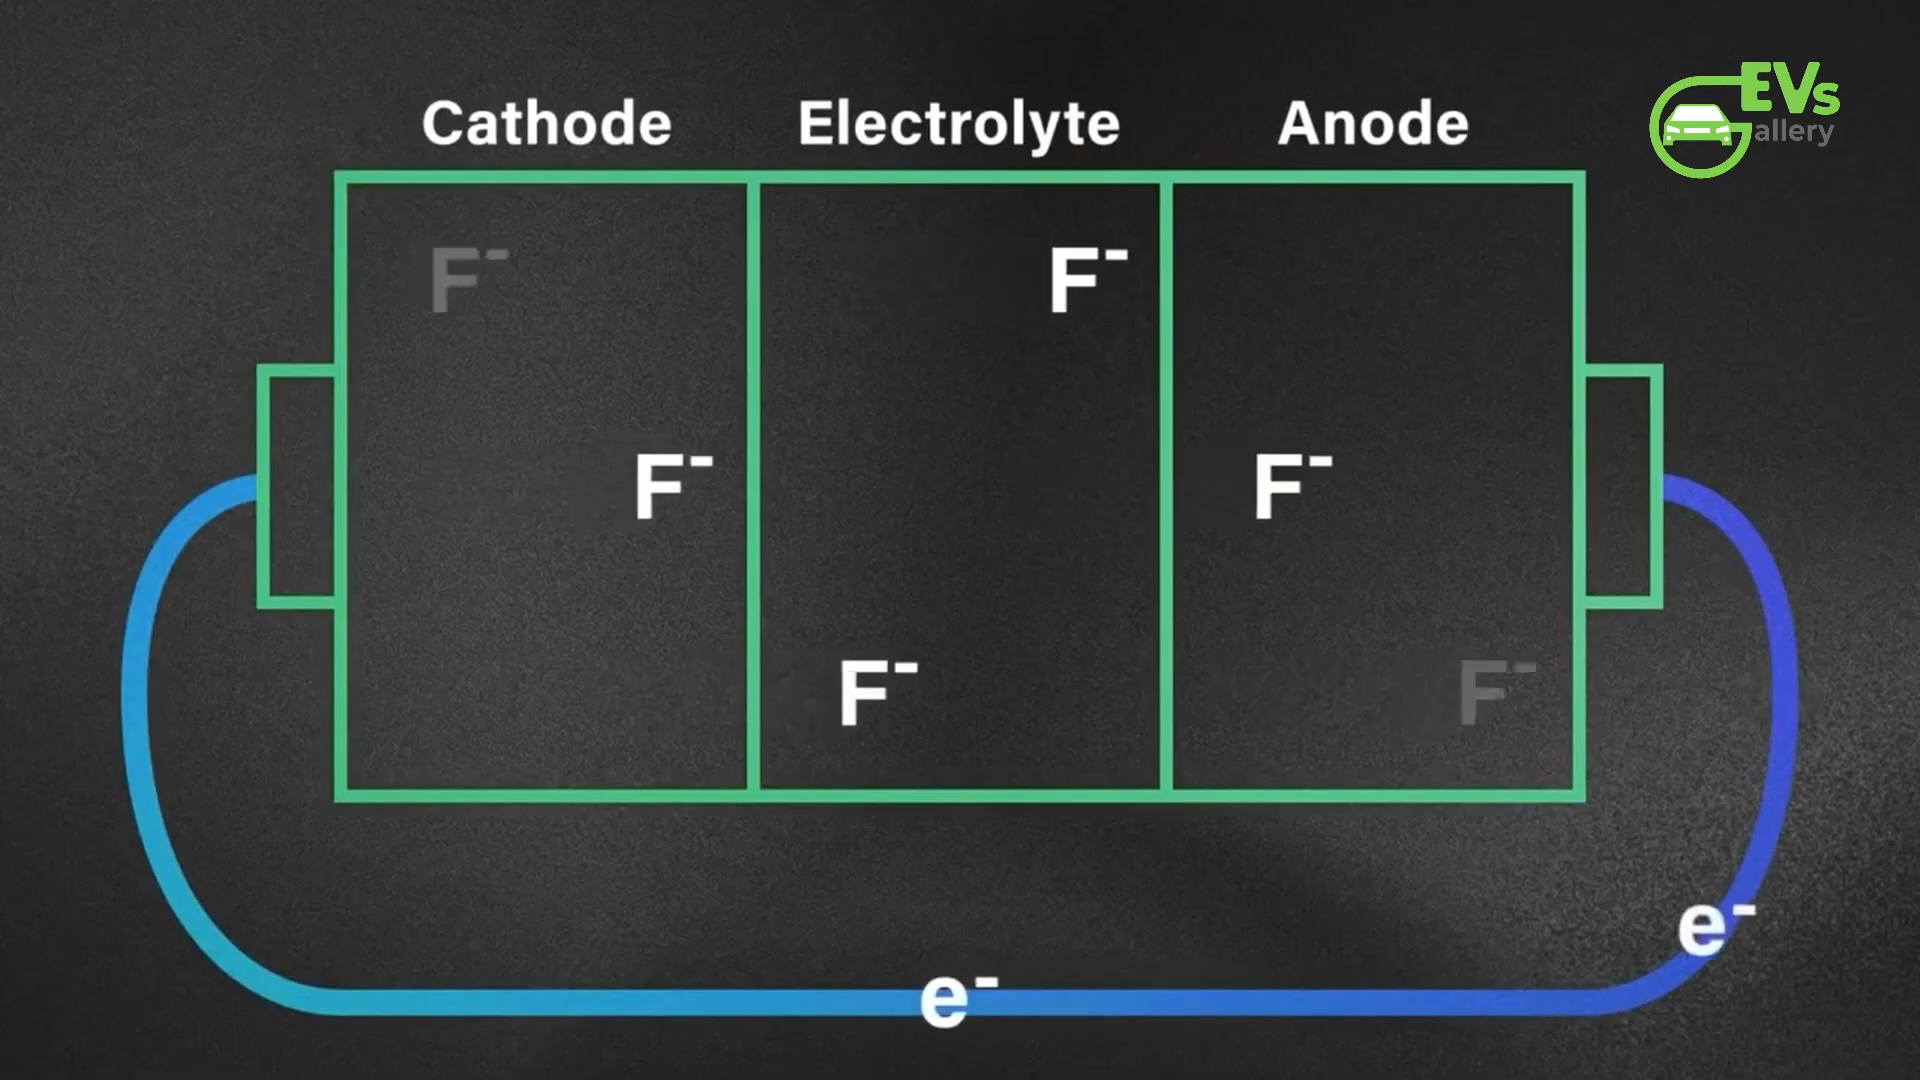 EVs
allery
Cathode Electrolyte Anode
F⁻ F⁻
F⁻ F⁻
F⁻ F⁻
e⁻
e⁻